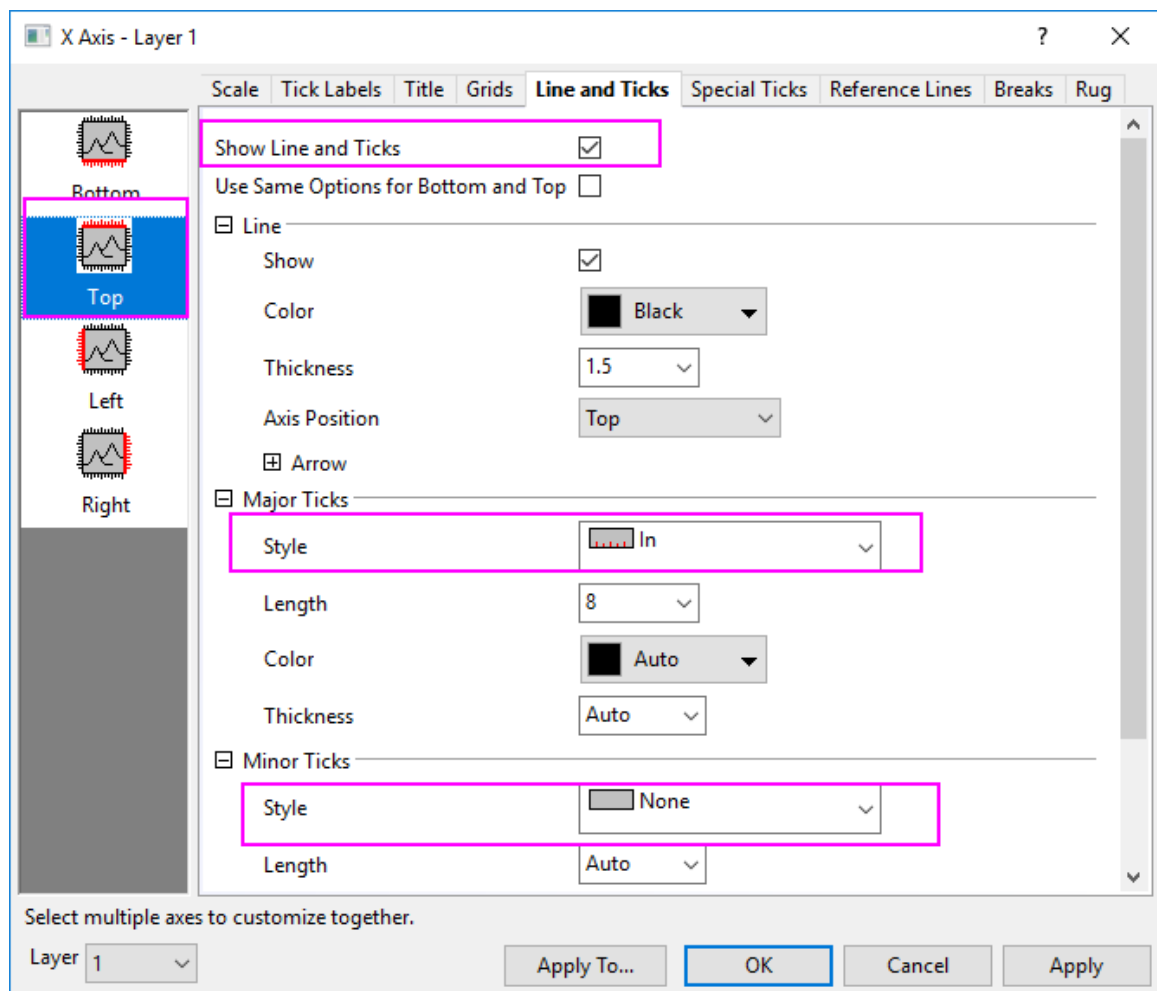 X Axis - Layer 1
Scale Tick Labels Title Grids Line and Ticks Special Ticks Reference Lines Breaks Rug
Bottom
Top
Left
Right
Show Line and Ticks
Use Same Options for Bottom and Top
Line
Show
Color Black
Thickness 1.5
Axis Position Top
Arrow
Major Ticks
Style In
Length 8
Color Auto
Thickness Auto
Minor Ticks
Style None
Length Auto
Select multiple axes to customize together.
Layer 1 Apply To... OK Cancel Apply